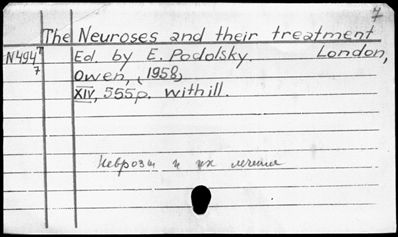 7
The Neuroses and their treatment
N494⁷/₇ Ed. by E. Podolsky. London,
Owen, (1958)
XIV, 555p. with ill.
Неврозы и их лечение